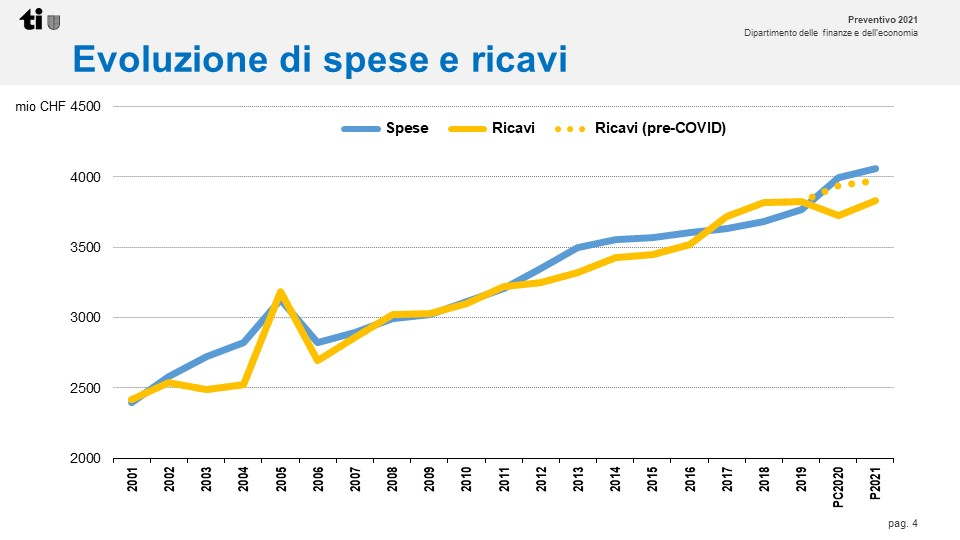 ti
Preventivo 2021
Dipartimento delle finanze e dell'economia
Evoluzione di spese e ricavi
mio CHF 4500
Spese Ricavi Ricavi (pre-COVID)
4000
3500
3000
2500
2000
2001 2002 2003 2004 2005 2006 2007 2008 2009 2010 2011 2012 2013 2014 2015 2016 2017 2018 2019 PC2020 P2021
pag. 4